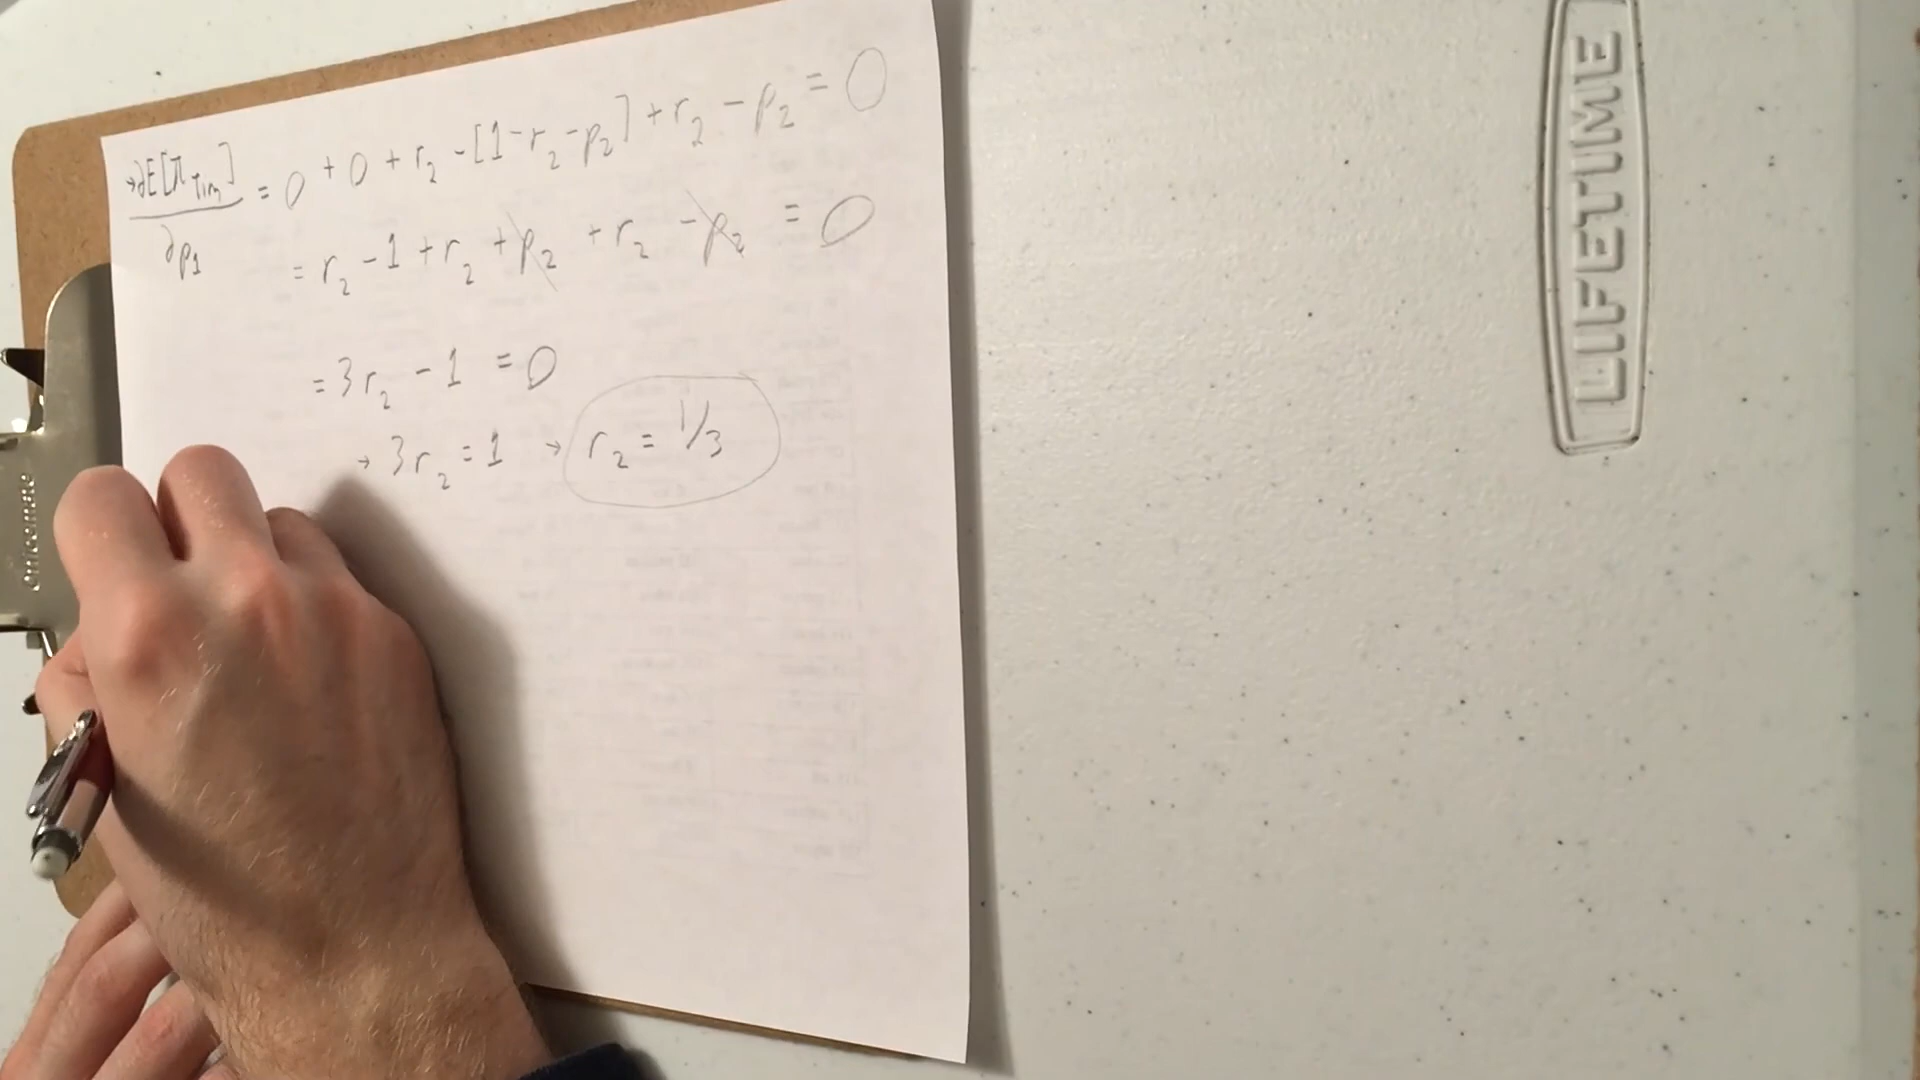 →∂E[π_Tim] / ∂p₁ = 0 + 0 + r₂ - [1 - r₂ - p₂] + r₂ - p₂ = 0
= r₂ - 1 + r₂ + p₂ + r₂ - p₂ = 0
= 3r₂ - 1 = 0
→ 3r₂ = 1 → r₂ = 1/3
Officemate
LIFETIME